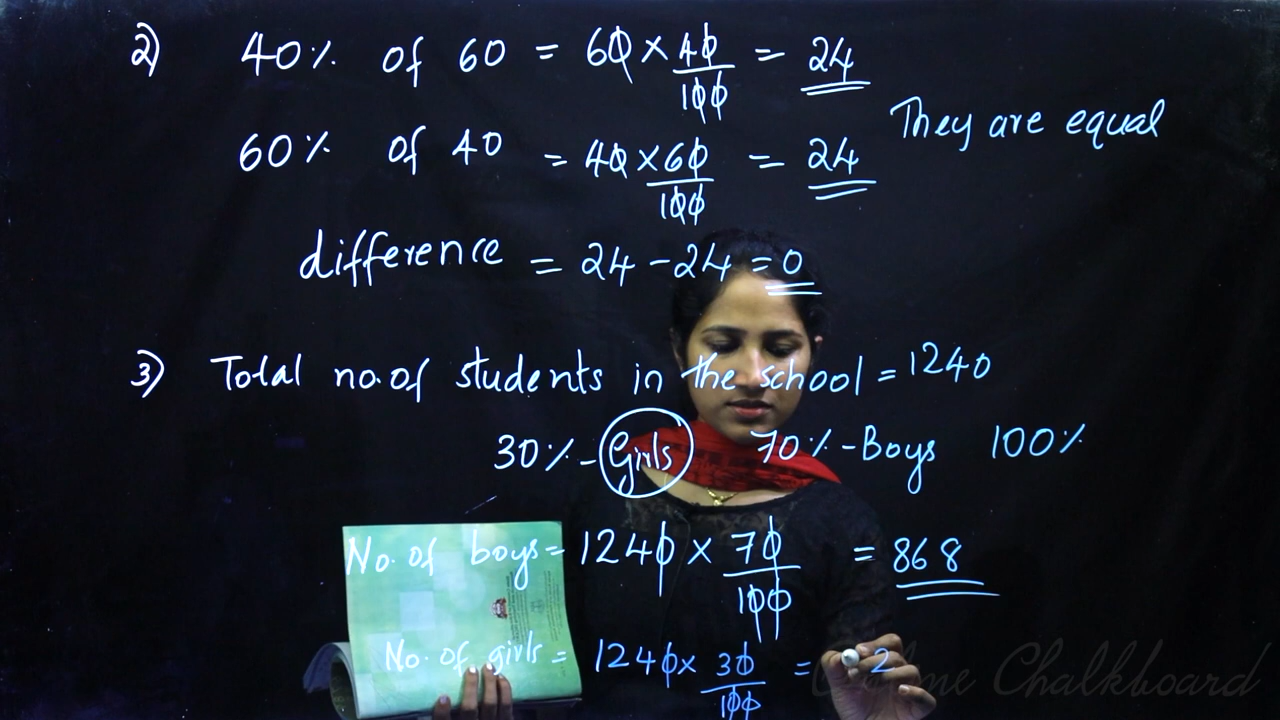 2) 40% of 60 = 60 × 40/100 = 24
They are equal
60% of 40 = 40 × 60/100 = 24
difference = 24 - 24 = 0
3) Total no. of students in the school = 1240
30% - Girls 70% - Boys 100%
No. of boys = 1240 × 70/100 = 868
No. of girls = 1240 × 30/100 = 2
Chalkboard